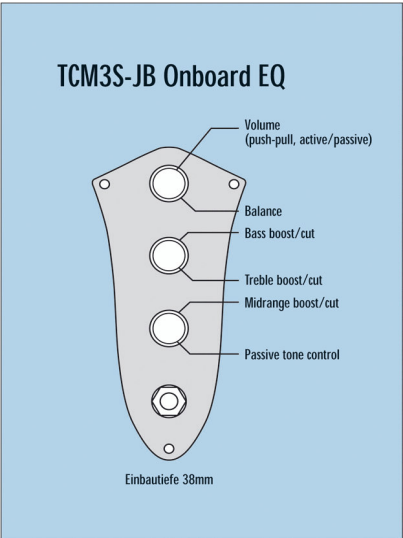 TCM3S-JB Onboard EQ
Volume
(push-pull, active/passive)
Balance
Bass boost/cut
Treble boost/cut
Midrange boost/cut
Passive tone control
Einbautiefe 38mm